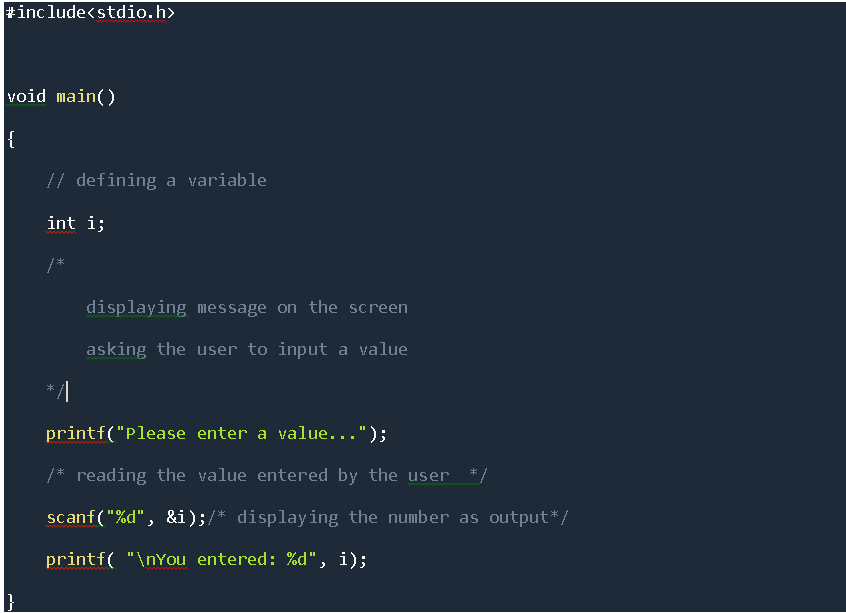 #include<stdio.h>
void main()
{
// defining a variable
int i;
/*
displaying message on the screen
asking the user to input a value
*/
printf("Please enter a value...");
/* reading the value entered by the user  */
scanf("%d", &i);/* displaying the number as output*/
printf( "\nYou entered: %d", i);
}